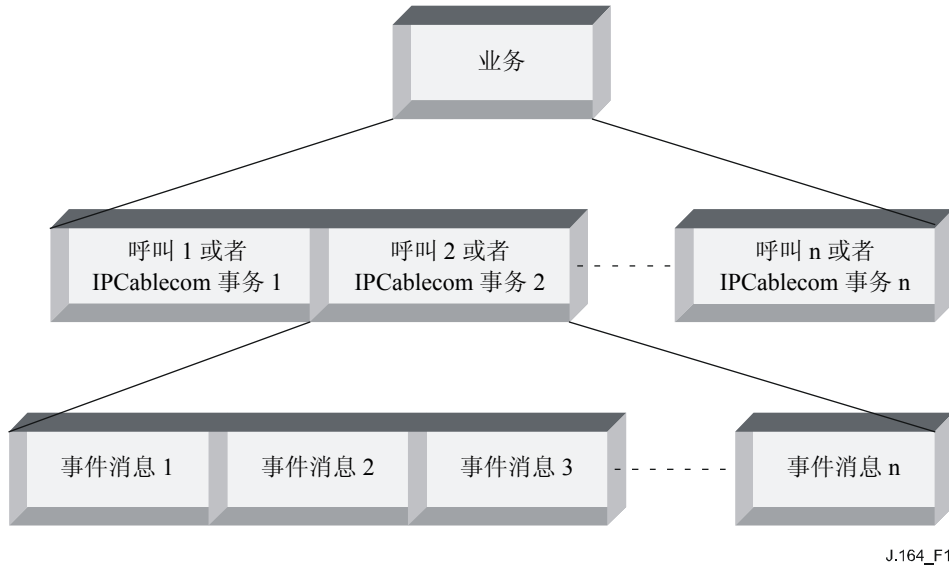 业务
呼叫 1 或者
IPCablecom 事务 1
呼叫 2 或者
IPCablecom 事务 2
呼叫 n 或者
IPCablecom 事务 n
事件消息 1
事件消息 2
事件消息 3
事件消息 n
J.164_F1